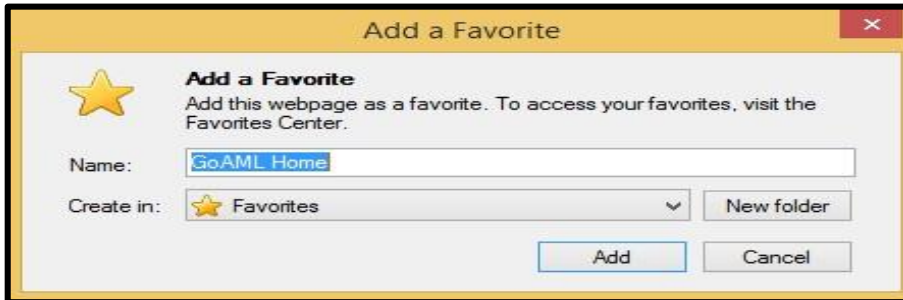 Add a Favorite
Add a Favorite
Add this webpage as a favorite. To access your favorites, visit the
Favorites Center.
Name: GoAML Home
Create in: Favorites New folder
Add Cancel